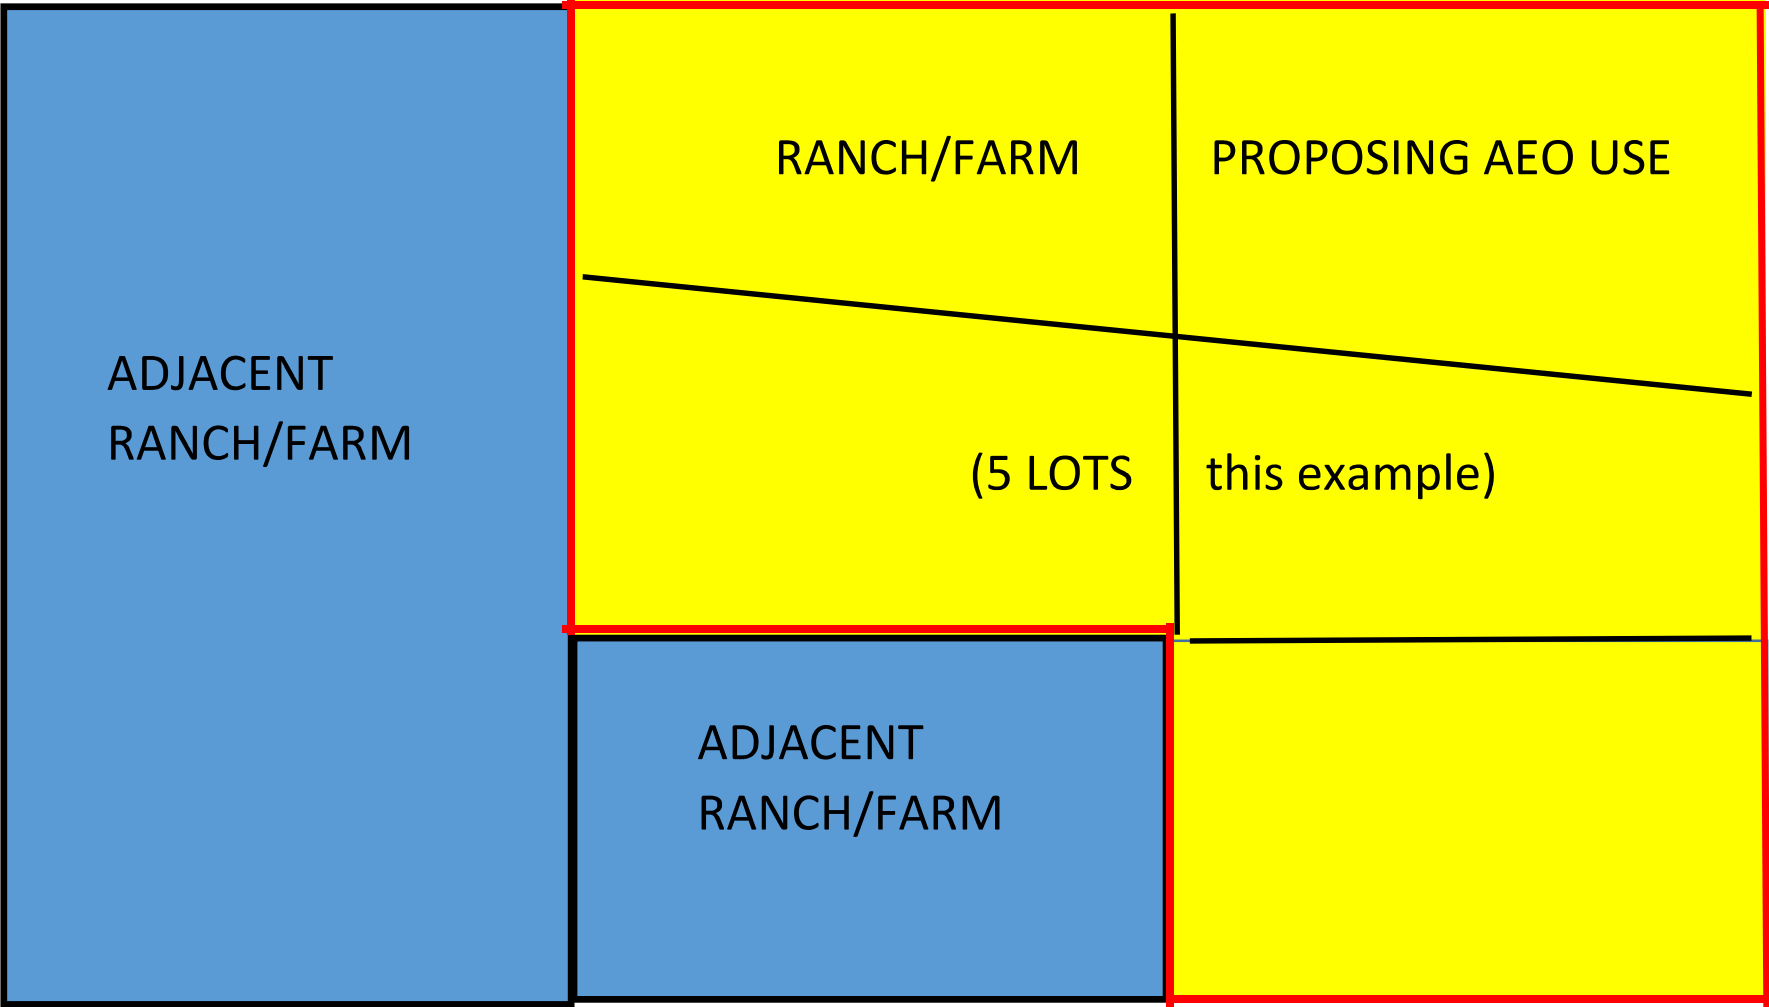 RANCH/FARM PROPOSING AEO USE
ADJACENT
RANCH/FARM
(5 LOTS this example)
ADJACENT
RANCH/FARM